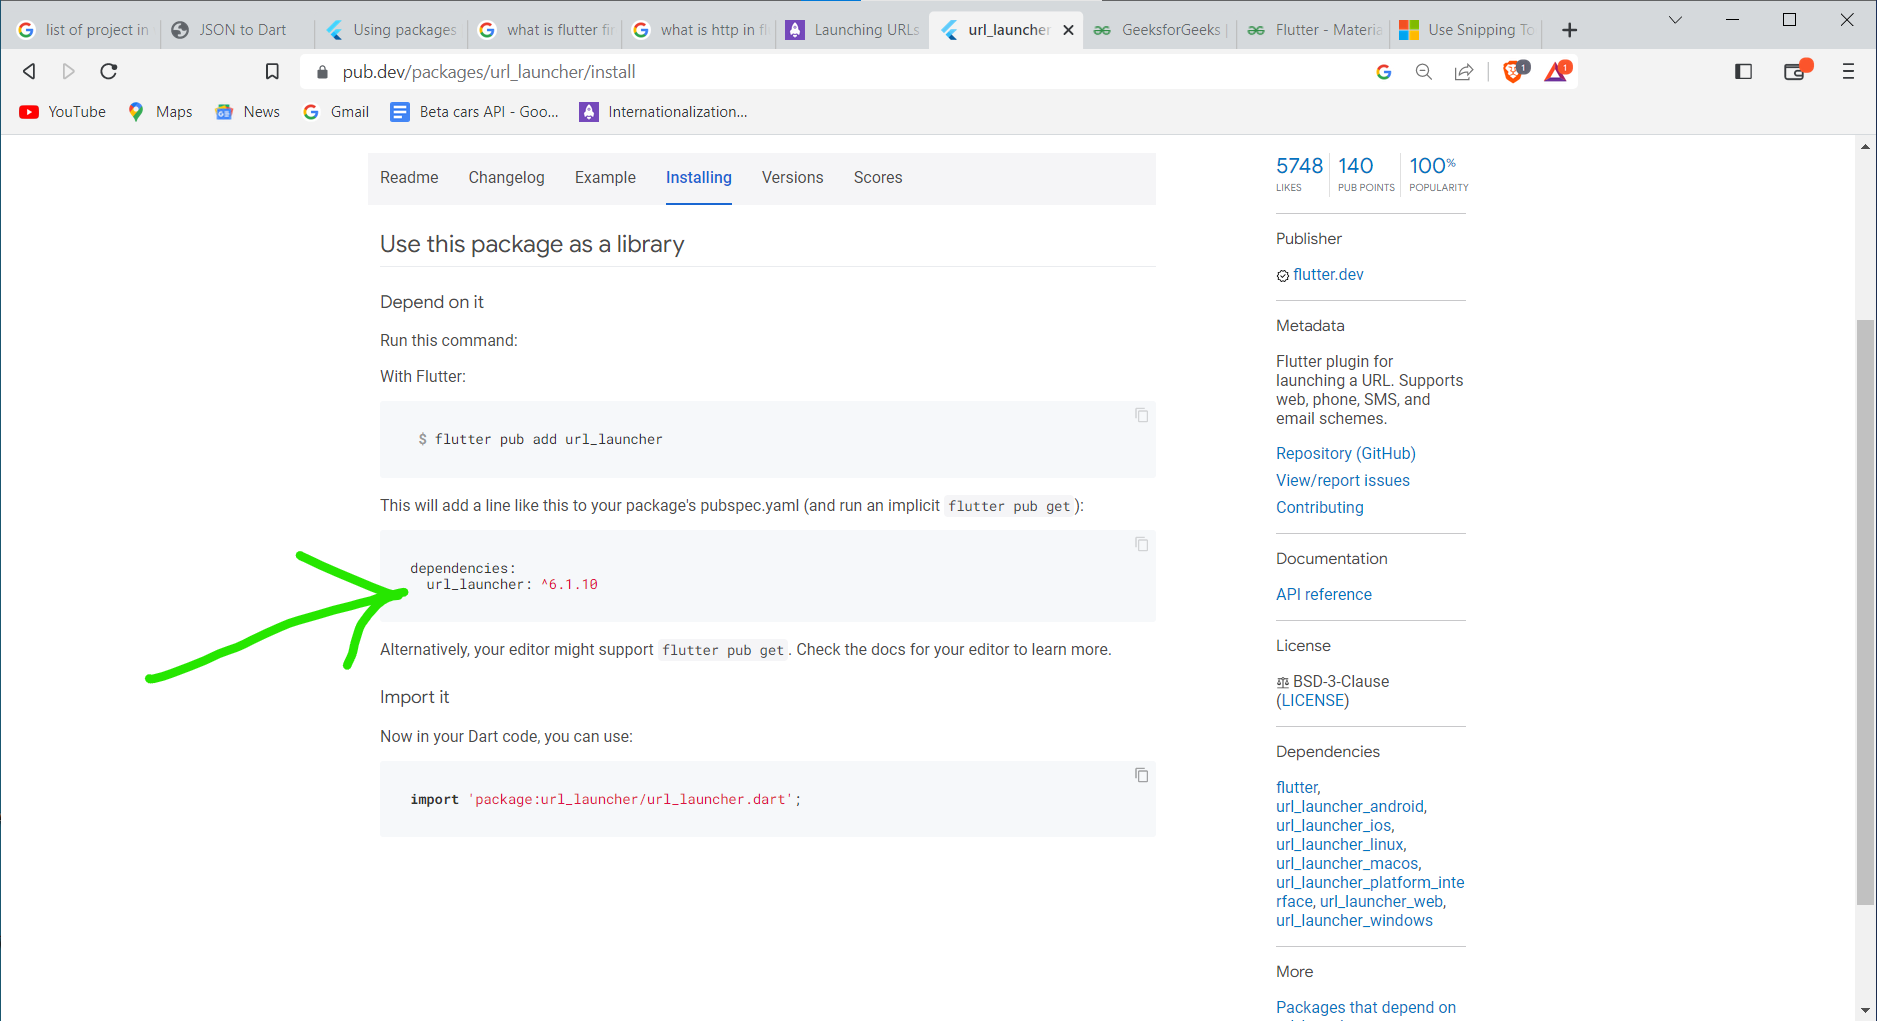 list of project in
JSON to Dart
Using packages
what is flutter fir
what is http in fl
Launching URLs
url_launcher
GeeksforGeeks |
Flutter - Materia
Use Snipping To
pub.dev/packages/url_launcher/install
1
1
YouTube
Maps
News
Gmail
Beta cars API - Goo...
Internationalization...
Readme
Changelog
Example
Installing
Versions
Scores
Use this package as a library
Depend on it
Run this command:
With Flutter:
$ flutter pub add url_launcher
This will add a line like this to your package's pubspec.yaml (and run an implicit flutter pub get):
dependencies:
  url_launcher: ^6.1.10
Alternatively, your editor might support flutter pub get. Check the docs for your editor to learn more.
Import it
Now in your Dart code, you can use:
import 'package:url_launcher/url_launcher.dart';
5748
LIKES
140
PUB POINTS
100%
POPULARITY
Publisher
flutter.dev
Metadata
Flutter plugin for
launching a URL. Supports
web, phone, SMS, and
email schemes.
Repository (GitHub)
View/report issues
Contributing
Documentation
API reference
License
BSD-3-Clause
(LICENSE)
Dependencies
flutter,
url_launcher_android,
url_launcher_ios,
url_launcher_linux,
url_launcher_macos,
url_launcher_platform_inte
rface, url_launcher_web,
url_launcher_windows
More
Packages that depend on